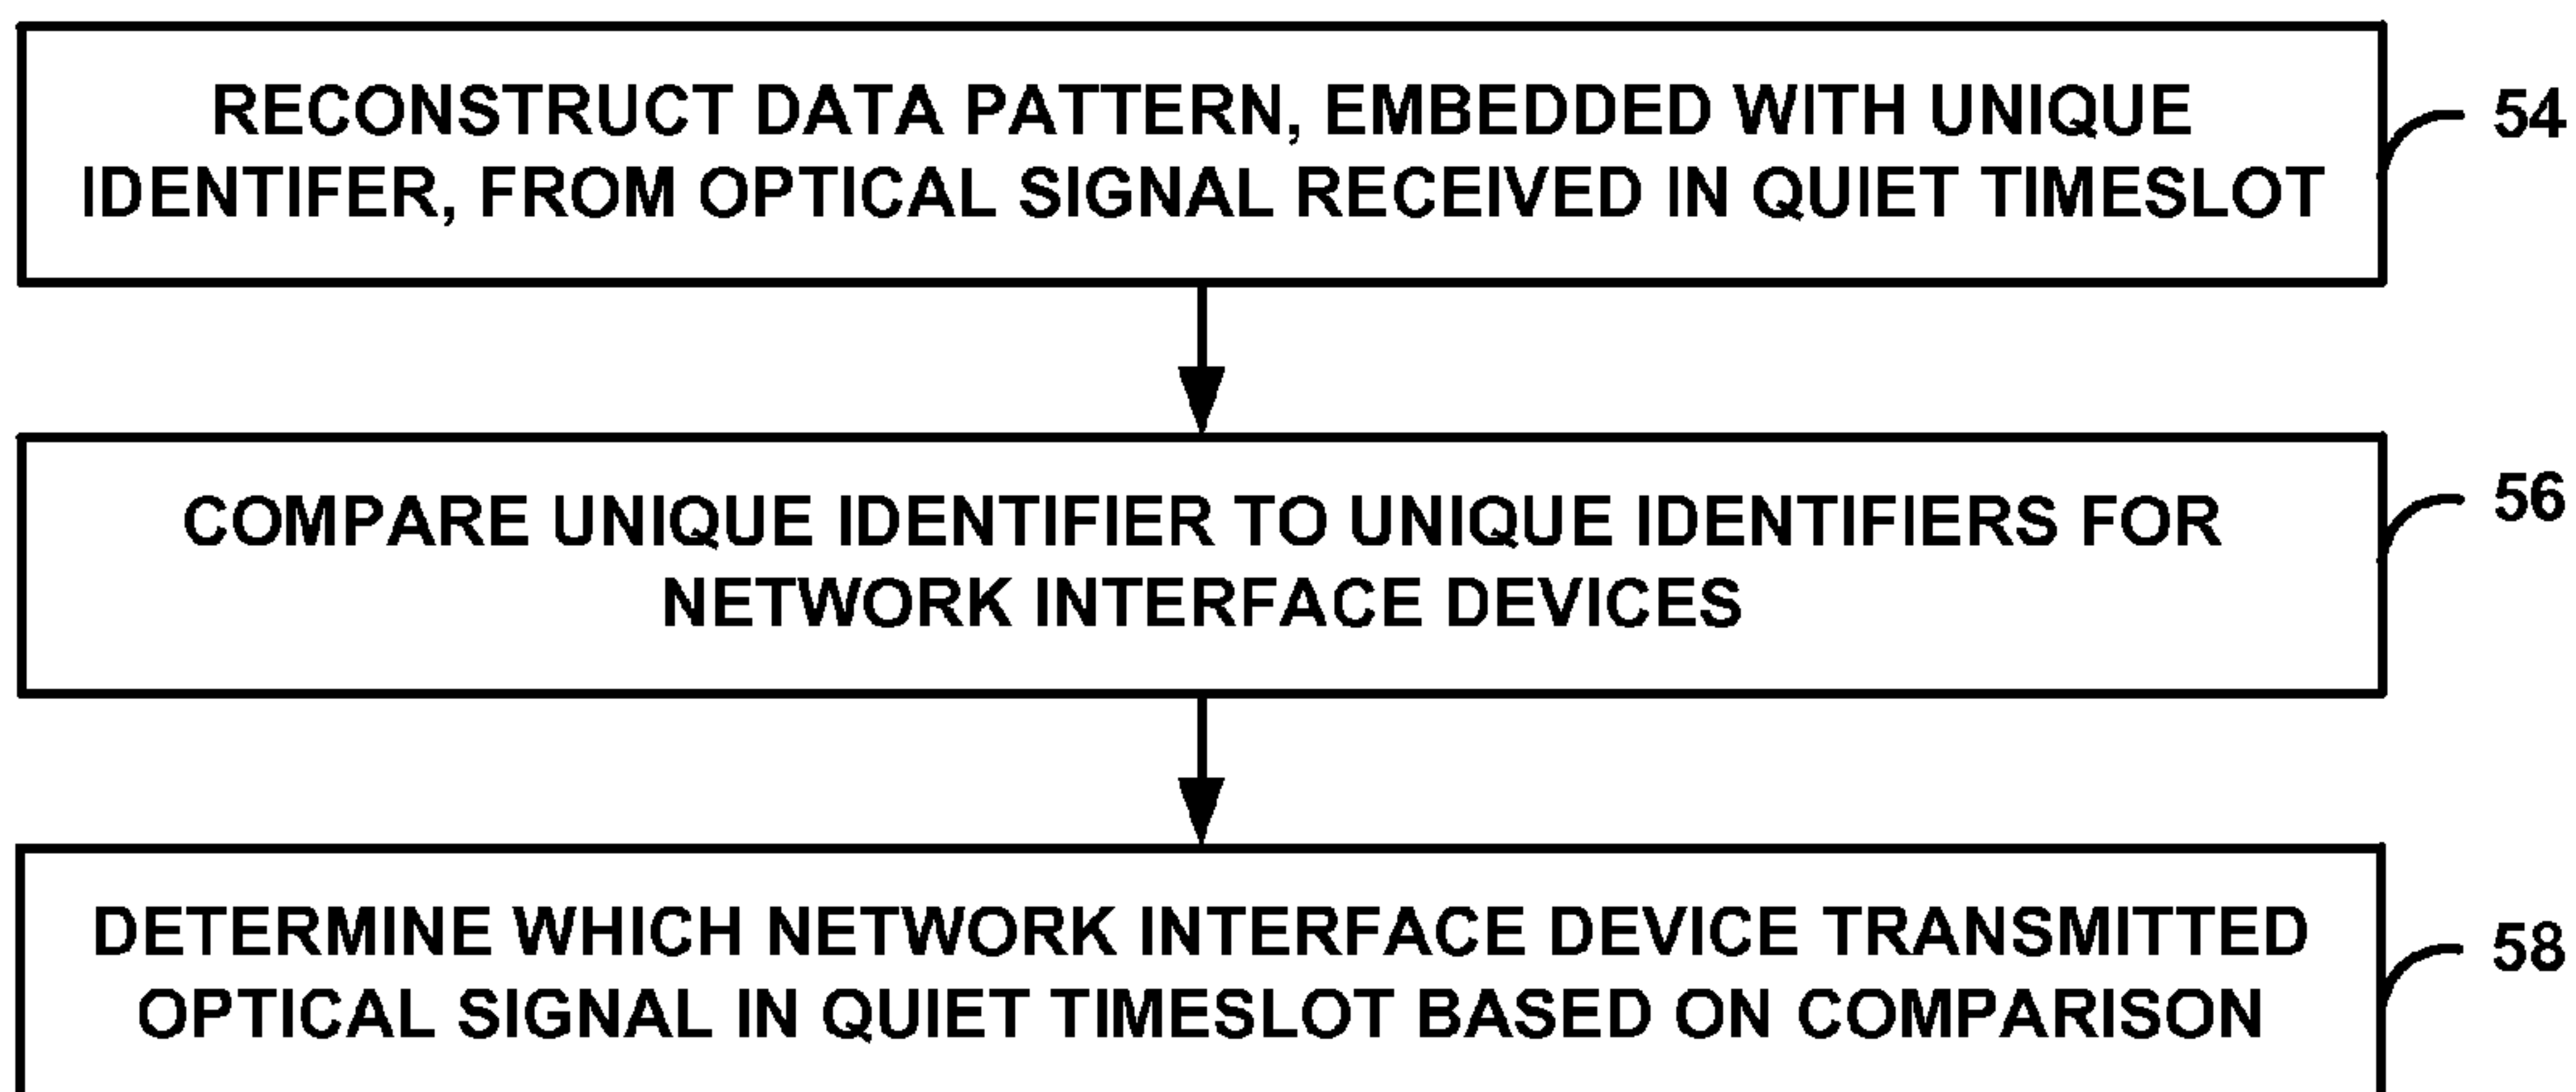 RECONSTRUCT DATA PATTERN, EMBEDDED WITH UNIQUE
IDENTIFER, FROM OPTICAL SIGNAL RECEIVED IN QUIET TIMESLOT
54
COMPARE UNIQUE IDENTIFIER TO UNIQUE IDENTIFIERS FOR
NETWORK INTERFACE DEVICES
56
DETERMINE WHICH NETWORK INTERFACE DEVICE TRANSMITTED
OPTICAL SIGNAL IN QUIET TIMESLOT BASED ON COMPARISON
58